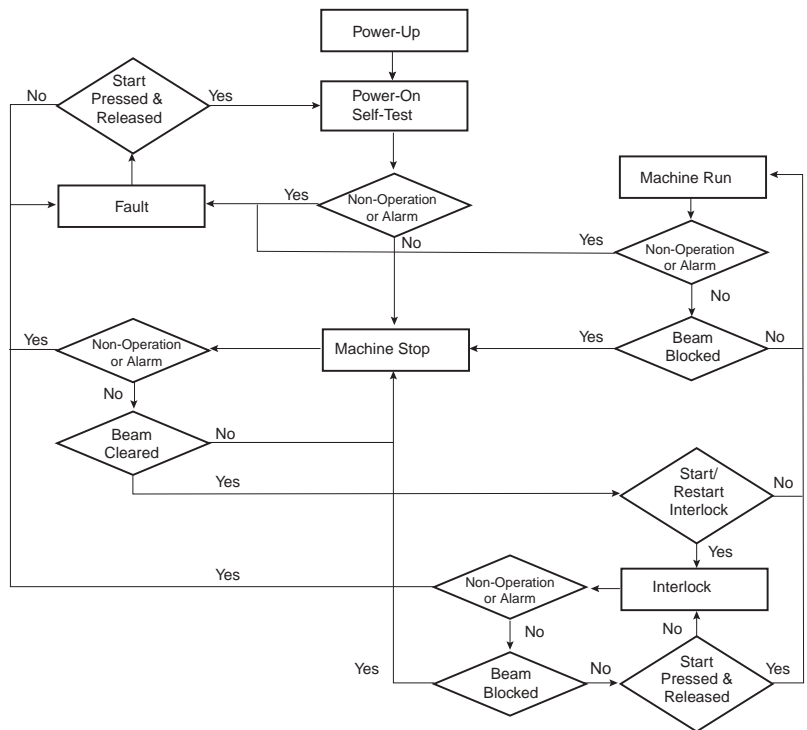 Power-Up
No
Start
Pressed &
Released
Yes
Power-On
Self-Test
Fault
Yes
Non-Operation
or Alarm
No
Machine Run
Yes
Non-Operation
or Alarm
No
Yes
Non-Operation
or Alarm
No
Machine Stop
Yes
Beam
Blocked
No
Beam
Cleared
No
Yes
Start/
Restart
Interlock
No
Yes
Yes
Non-Operation
or Alarm
Interlock
No
No
Yes
Beam
Blocked
No
Start
Pressed &
Released
Yes